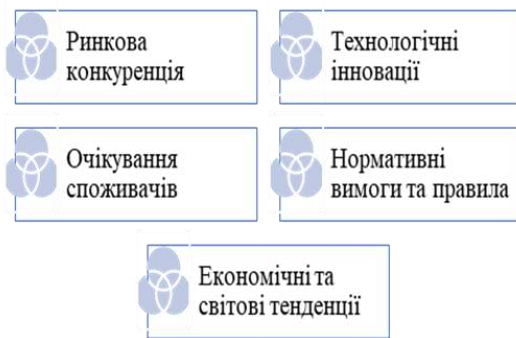 Ринкова
конкуренція
Технологічні
інновації
Очікування
споживачів
Нормативні
вимоги та правила
Економічні та
світові тенденції